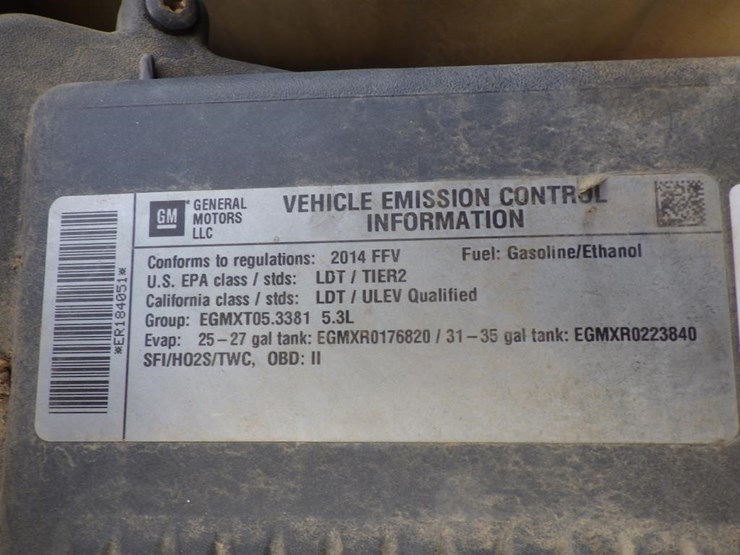 GM
GENERAL
MOTORS
LLC
VEHICLE EMISSION CONTROL
INFORMATION
Conforms to regulations: 2014 FFV Fuel: Gasoline/Ethanol
U.S. EPA class / stds: LDT / TIER2
California class / stds: LDT / ULEV Qualified
Group: EGMXT05.3381 5.3L
Evap: 25-27 gal tank: EGMXR0176820 / 31-35 gal tank: EGMXR0223840
SFI/HO2S/TWC, OBD: II
*ER184051*